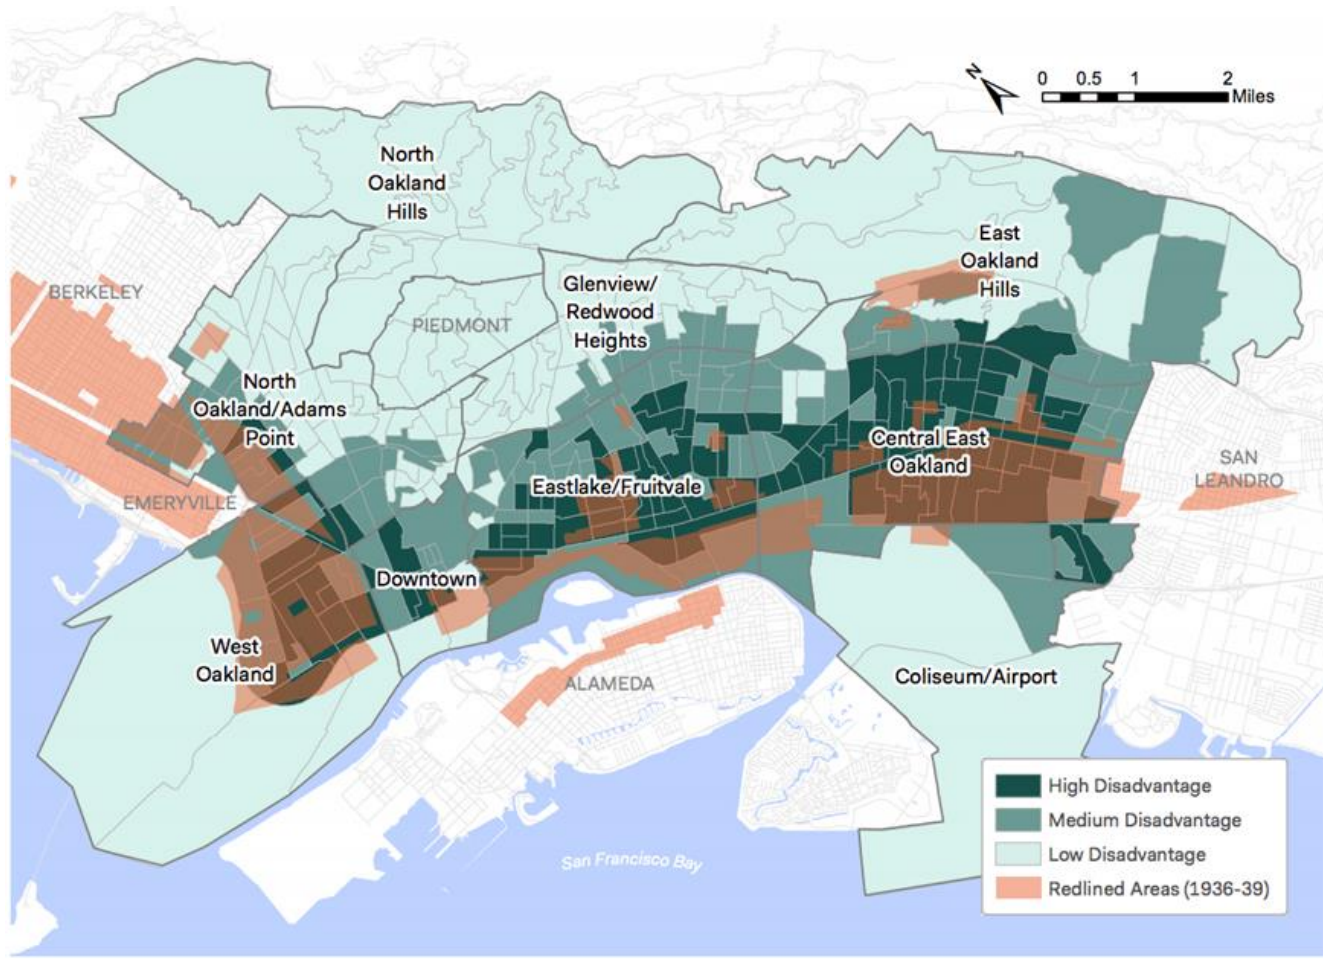 N
0 0.5 1 2
Miles
North
Oakland
Hills
East
Oakland
Hills
Glenview/
Redwood
Heights
BERKELEY
PIEDMONT
North
Oakland/Adams
Point
Central East
Oakland
SAN
LEANDRO
Eastlake/Fruitvale
EMERYVILLE
Downtown
West
Oakland
ALAMEDA
Coliseum/Airport
High Disadvantage
Medium Disadvantage
Low Disadvantage
Redlined Areas (1936-39)
San Francisco Bay